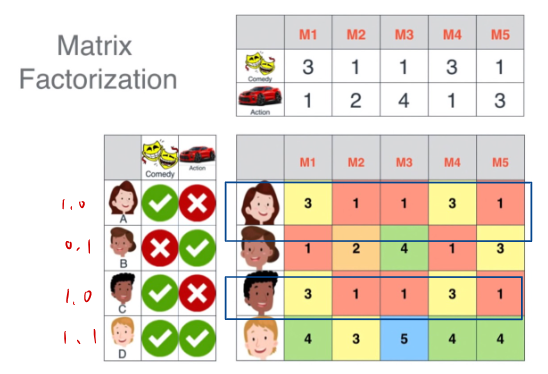 Matrix
Factorization
M1 M2 M3 M4 M5
Comedy 3 1 1 3 1
Action 1 2 4 1 3
Comedy Action
M1 M2 M3 M4 M5
1,0 A 3 1 1 3 1
0,1 B 1 2 4 1 3
1,0 C 3 1 1 3 1
1,1 D 4 3 5 4 4